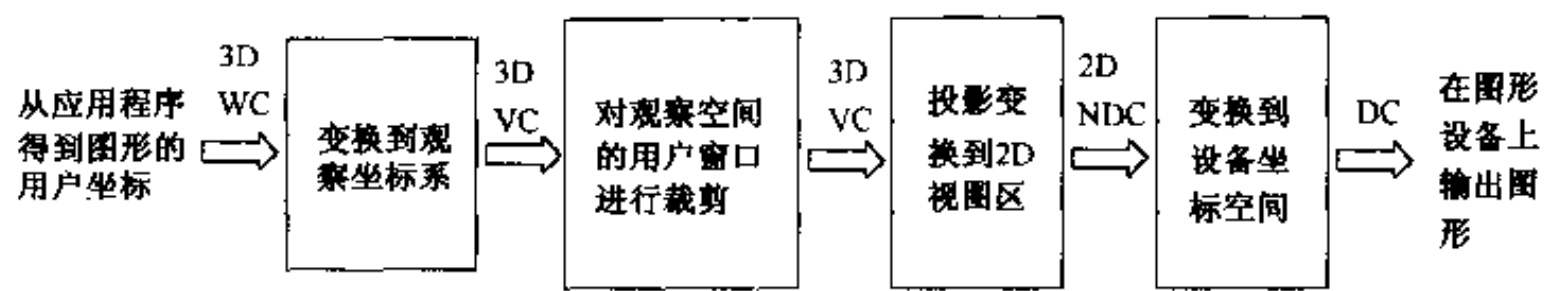 从应用程序
得到图形的
用户坐标
3D
WC
变换到观
察坐标系
3D
VC
对观察空间
的用户窗口
进行裁剪
3D
VC
投影变
换到2D
视图区
2D
NDC
变换到
设备坐
标空间
DC
在图形
设备上
输出图
形